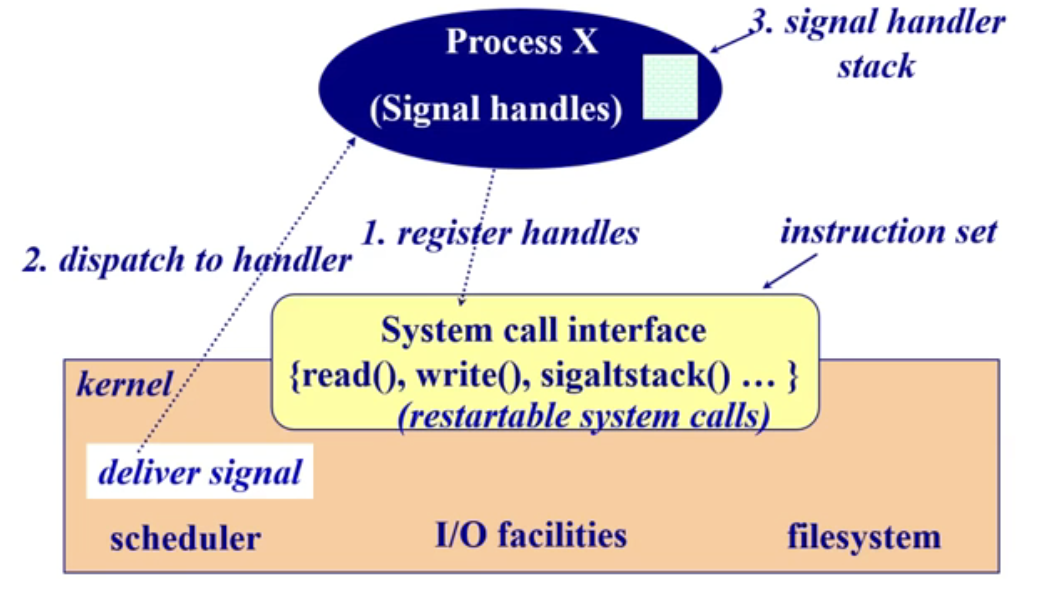 Process X
(Signal handles)
3. signal handler
stack
1. register handles
instruction set
2. dispatch to handler
System call interface
{read(), write(), sigaltstack() … }
(restartable system calls)
kernel
deliver signal
scheduler
I/O facilities
filesystem